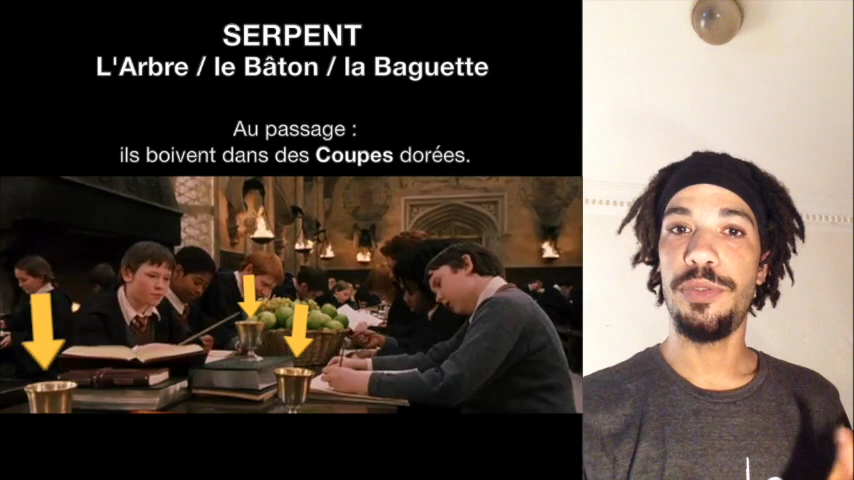 SERPENT
L'Arbre / le Bâton / la Baguette
Au passage :
ils boivent dans des Coupes dorées.